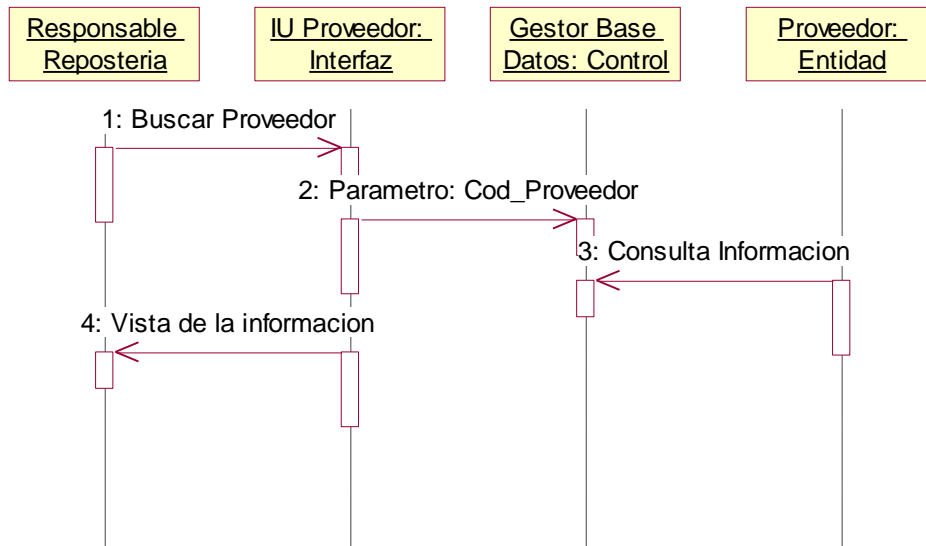 Responsable
Reposteria
IU Proveedor:
Interfaz
Gestor Base
Datos: Control
Proveedor:
Entidad
1: Buscar Proveedor
2: Parametro: Cod_Proveedor
3: Consulta Informacion
4: Vista de la informacion